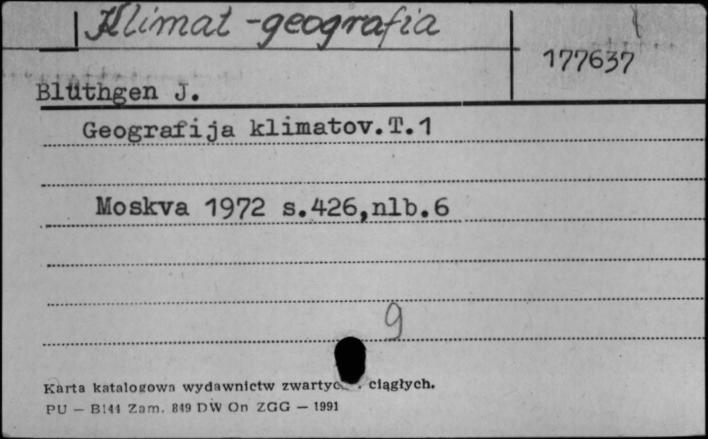 Klimat - geografia
177637
Blüthgen J.
Geografija klimatov.T.1
Moskva 1972 s.426,nlb.6
9
Karta katalogowa wydawnictw ciągłych.
PU — B141 Zam. 849 DW On ZGG — 1991